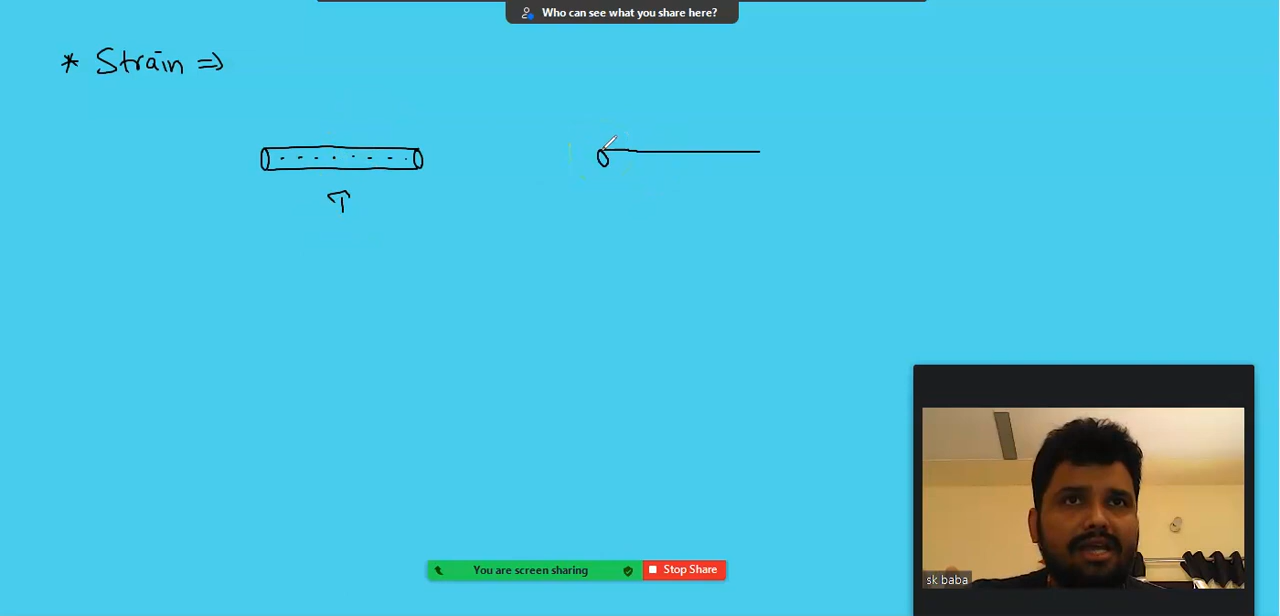 Who can see what you share here?
* Strain ⇒
T
You are screen sharing Stop Share
sk baba